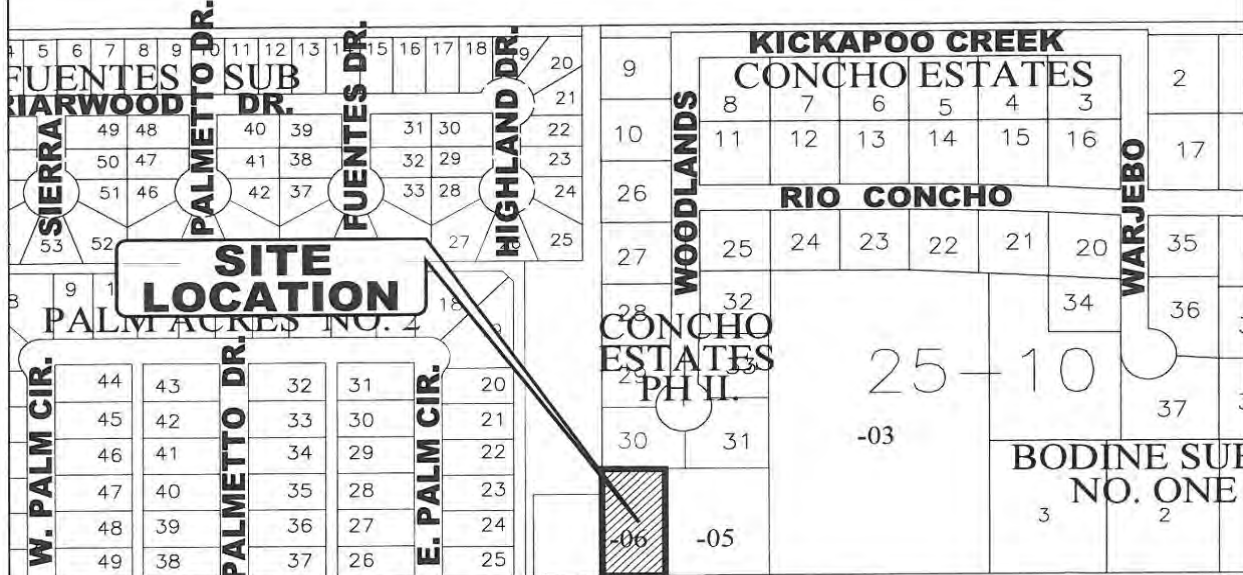 5 6 7 8 9 11 12 13 15 16 17 18 20
FUENTES SUB
BRIARWOOD DR.
21
49 48 40 39 31 30 22
50 47 41 38 32 29 23
51 46 42 37 33 28 24
53 52 27 25
SIERRA
PALMETTO DR.
FUENTES DR.
HIGHLAND DR.
SITE
LOCATION
9
18
PALM ACRES NO. 2
W. PALM CIR.
PALMETTO DR.
E. PALM CIR.
44 43 32 31 20
45 42 33 30 21
46 41 34 29 22
47 40 35 28 23
48 39 36 27 24
49 38 37 26 25
KICKAPOO CREEK
CONCHO ESTATES
9 8 7 6 5 4 3 2
10 11 12 13 14 15 16 17
WOODLANDS
WARJEBO
26
RIO CONCHO
27 25 24 23 22 21 20 35
28 32 34 36
CONCHO
ESTATES
PH II.
29 33
25-10
37
30 31
-03
BODINE SUB
NO. ONE
3 2
-06 -05